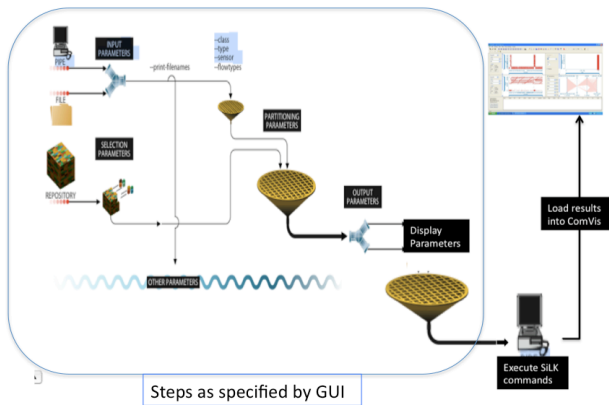 INPUT
PARAMETERS
PIPE
FILE
--print-filenames
--class
--type
--sensor
--flowtypes
PARTITIONING
PARAMETERS
SELECTION
PARAMETERS
REPOSITORY
OUTPUT
PARAMETERS
Display
Parameters
OTHER PARAMETERS
Load results
into ComVis
Execute SiLK
commands
Steps as specified by GUI